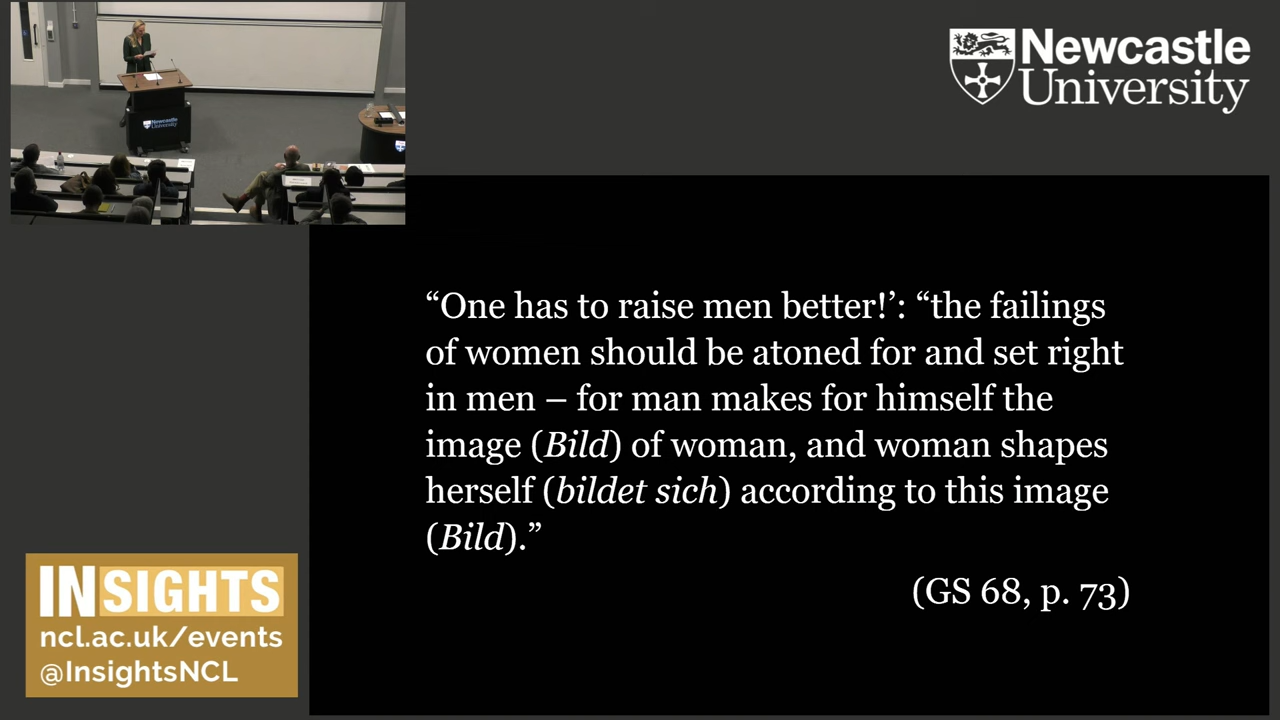 Newcastle
University
Newcastle
University
“One has to raise men better!’: “the failings
of women should be atoned for and set right
in men – for man makes for himself the
image (Bild) of woman, and woman shapes
herself (bildet sich) according to this image
(Bild).”
(GS 68, p. 73)
INSIGHTS
ncl.ac.uk/events
@InsightsNCL